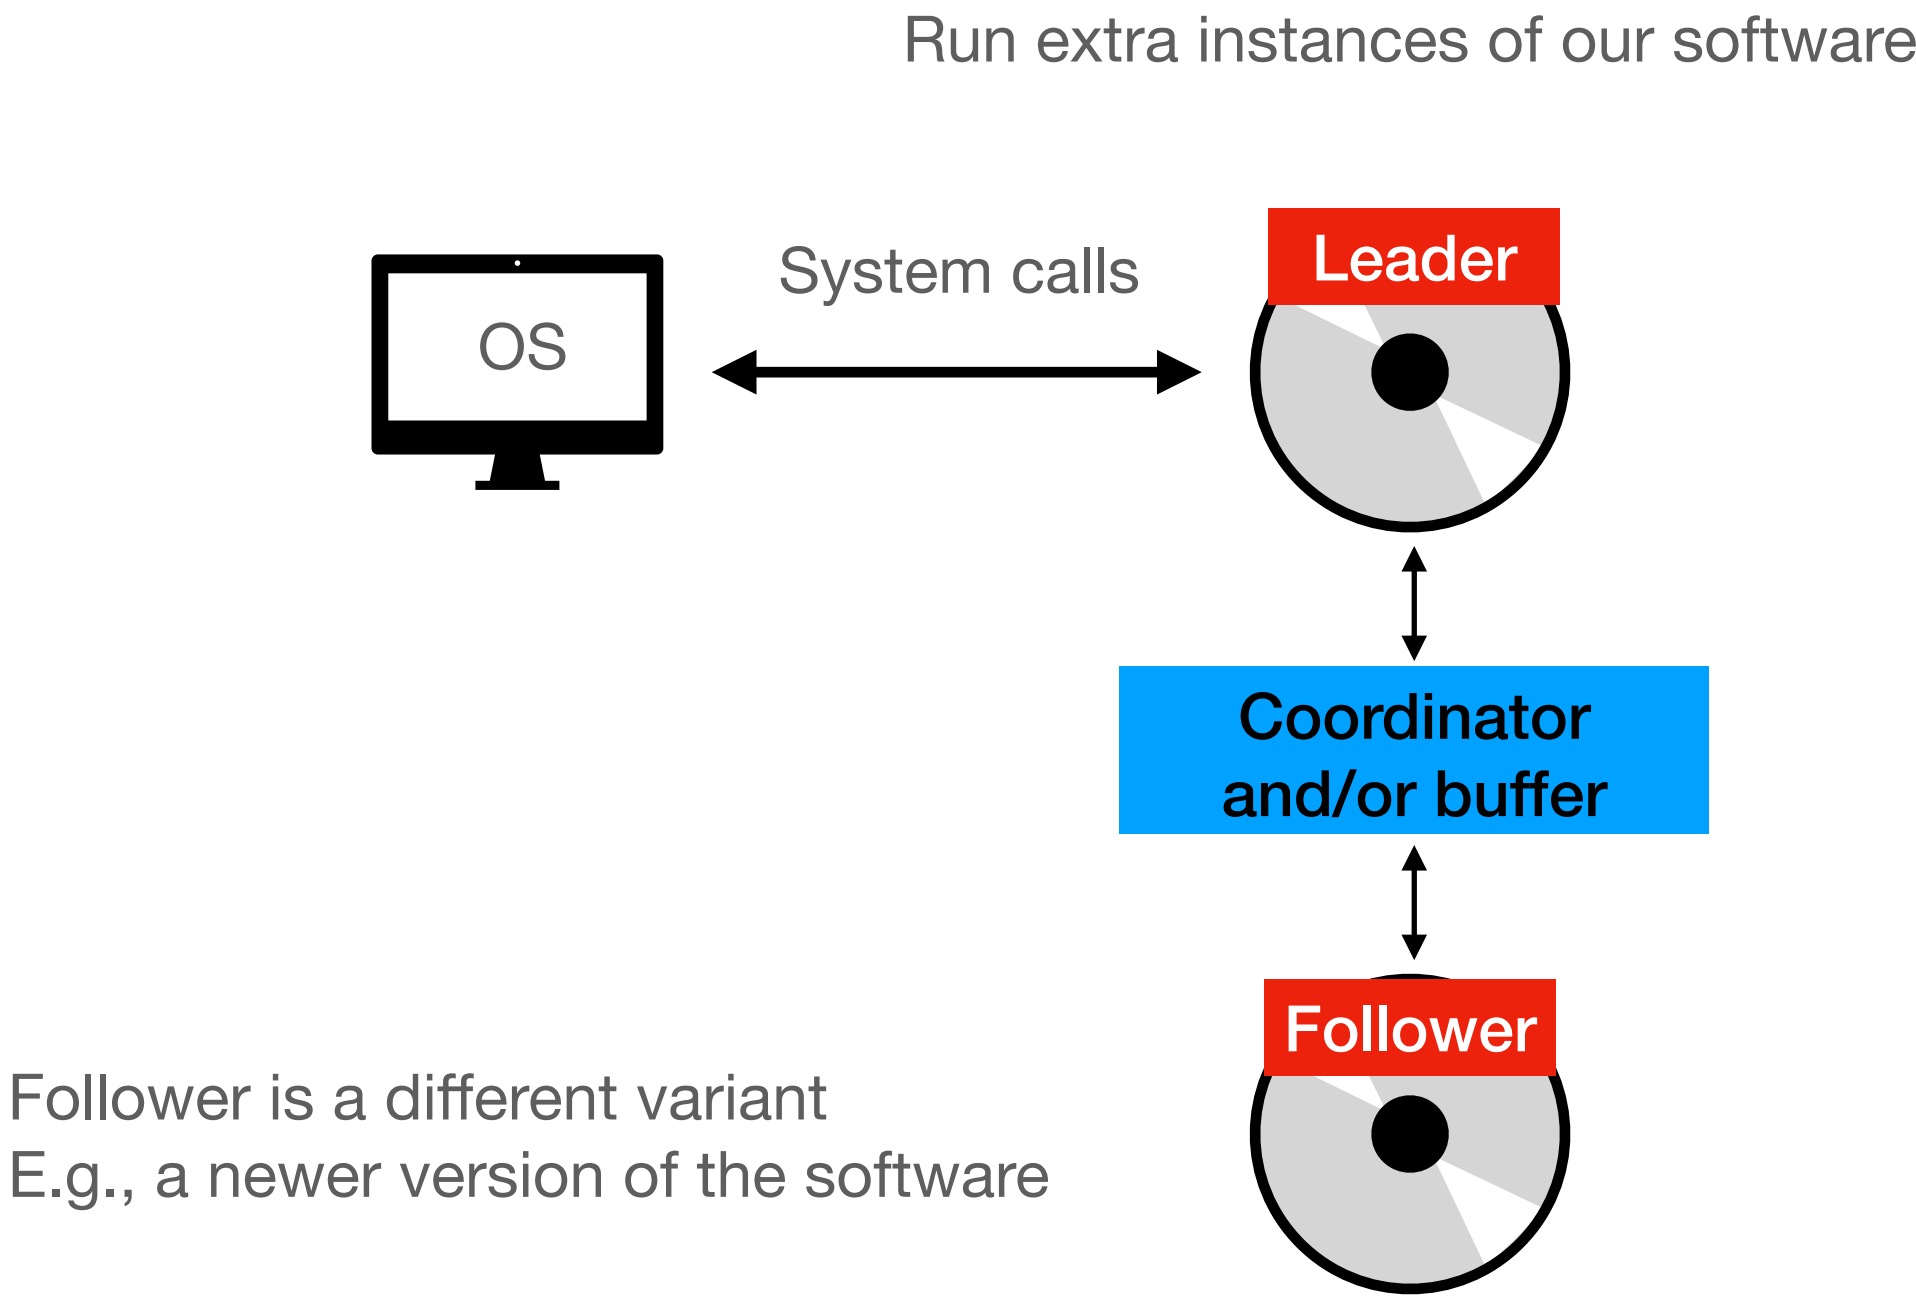 Run extra instances of our software
Leader
System calls
OS
Coordinator
and/or buffer
Follower
Follower is a different variant
E.g., a newer version of the software